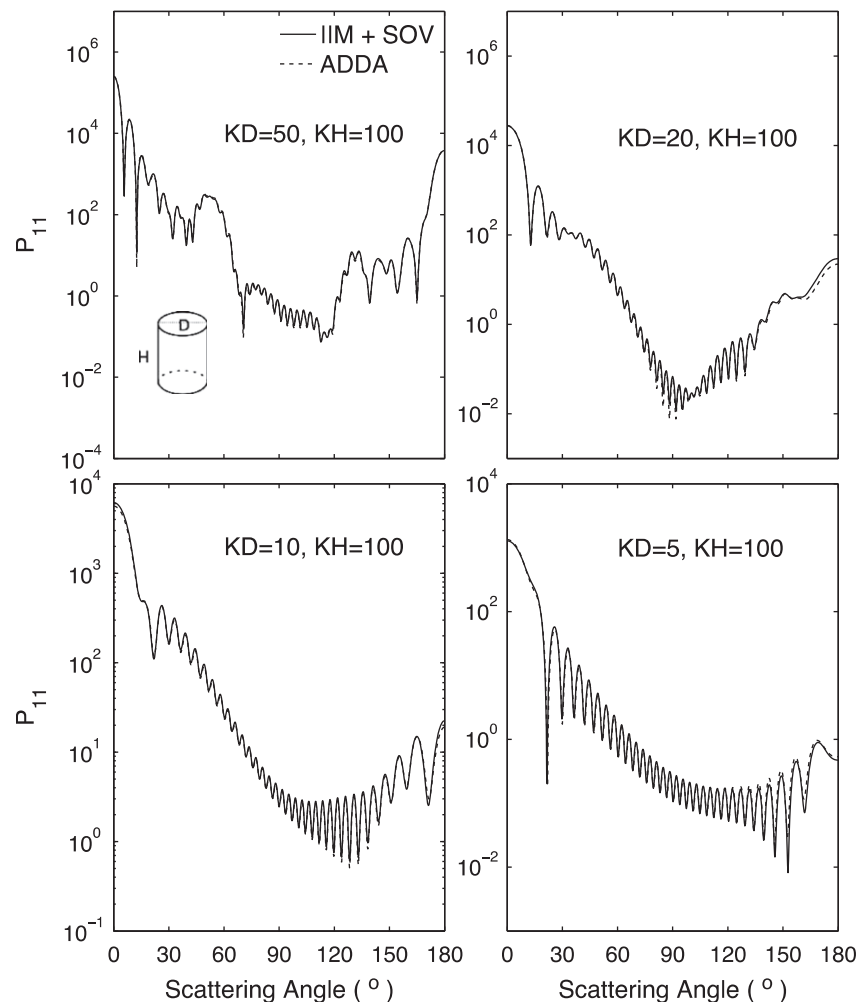 IIM + SOV
ADDA
KD=50, KH=100
P11
10^6
10^4
10^2
10^0
10^-2
10^-4
D
H
KD=20, KH=100
10^6
10^4
10^2
10^0
10^-2
KD=10, KH=100
P11
10^4
10^3
10^2
10^1
10^0
10^-1
0 30 60 90 120 150 180
Scattering Angle ( o )
KD=5, KH=100
10^4
10^2
10^0
10^-2
0 30 60 90 120 150 180
Scattering Angle ( o )